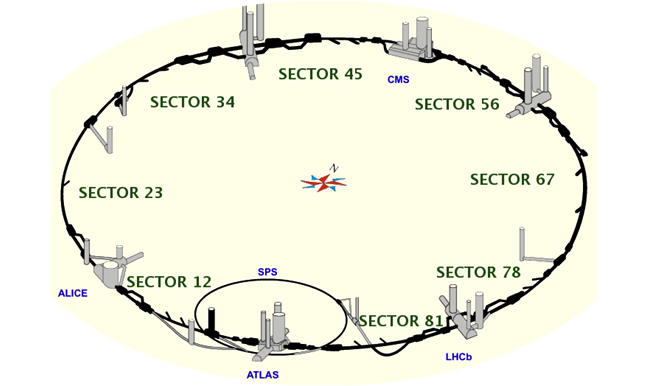 SECTOR 45
CMS
SECTOR 34
SECTOR 56
N
SECTOR 67
SECTOR 23
SPS
SECTOR 78
SECTOR 12
ALICE
SECTOR 81
LHCb
ATLAS